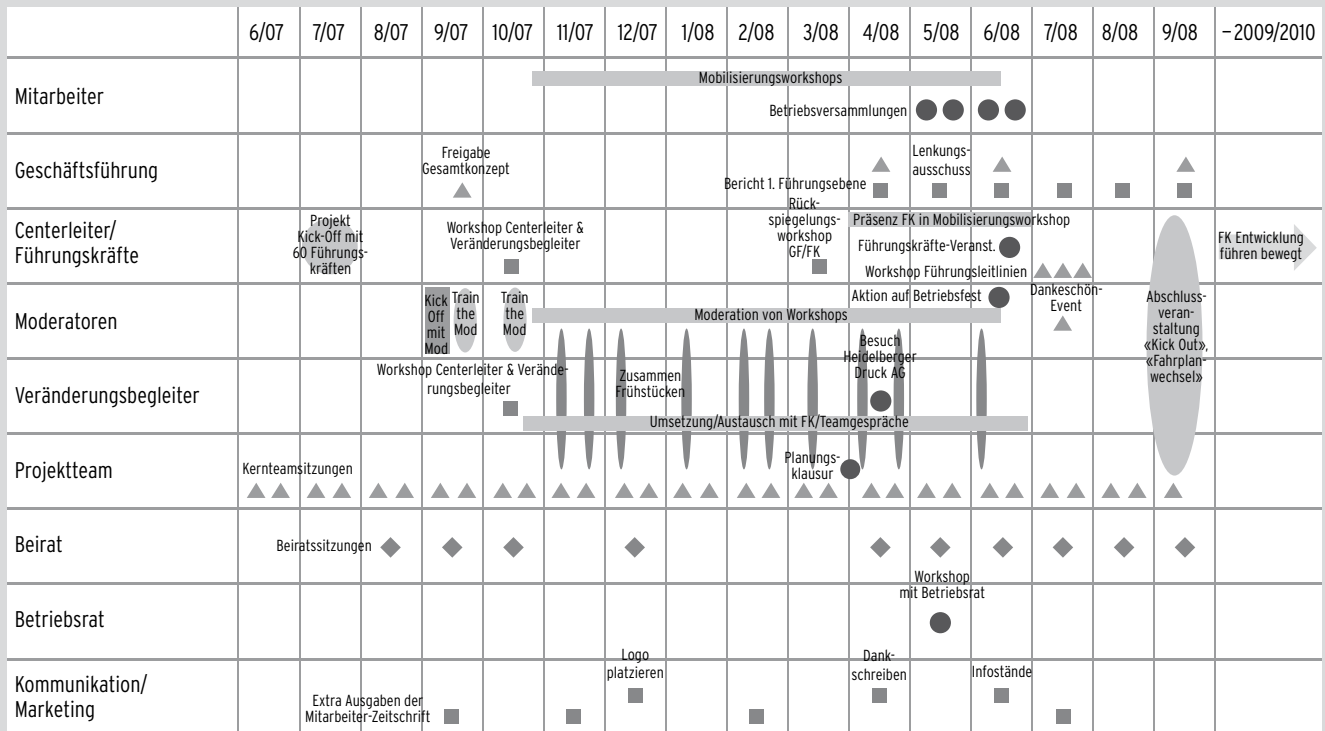 6/07 7/07 8/07 9/07 10/07 11/07 12/07 1/08 2/08 3/08 4/08 5/08 6/08 7/08 8/08 9/08 –2009/2010
Mitarbeiter
Mobilisierungsworkshops
Betriebsversammlungen
Geschäftsführung
Freigabe
Gesamtkonzept
Lenkungs-
ausschuss
Bericht 1. Führungsebene
Centerleiter/
Führungskräfte
Projekt
Kick-Off mit
60 Führungs-
kräften
Workshop Centerleiter &
Veränderungsbegleiter
Rück-
spiegelungs-
workshop
GF/FK
Präsenz FK in Mobilisierungsworkshop
Führungskräfte-Veranst.
Workshop Führungsleitlinien
FK Entwicklung
führen bewegt
Moderatoren
Kick
Off
mit
Mod
Train
the
Mod
Train
the
Mod
Moderation von Workshops
Aktion auf Betriebsfest
Dankeschön-
Event
Abschluss-
veran-
staltung
«Kick Out»,
«Fahrplan-
wechsel»
Veränderungsbegleiter
Workshop Centerleiter & Verände-
rungsbegleiter
Zusammen
Frühstücken
Besuch
Heidelberger
Druck AG
Umsetzung/Austausch mit FK/Teamgespräche
Projektteam
Kernteamsitzungen
Planungs-
klausur
Beirat
Beiratssitzungen
Betriebsrat
Workshop
mit Betriebsrat
Kommunikation/
Marketing
Extra Ausgaben der
Mitarbeiter-Zeitschrift
Logo
platzieren
Dank-
schreiben
Infostände